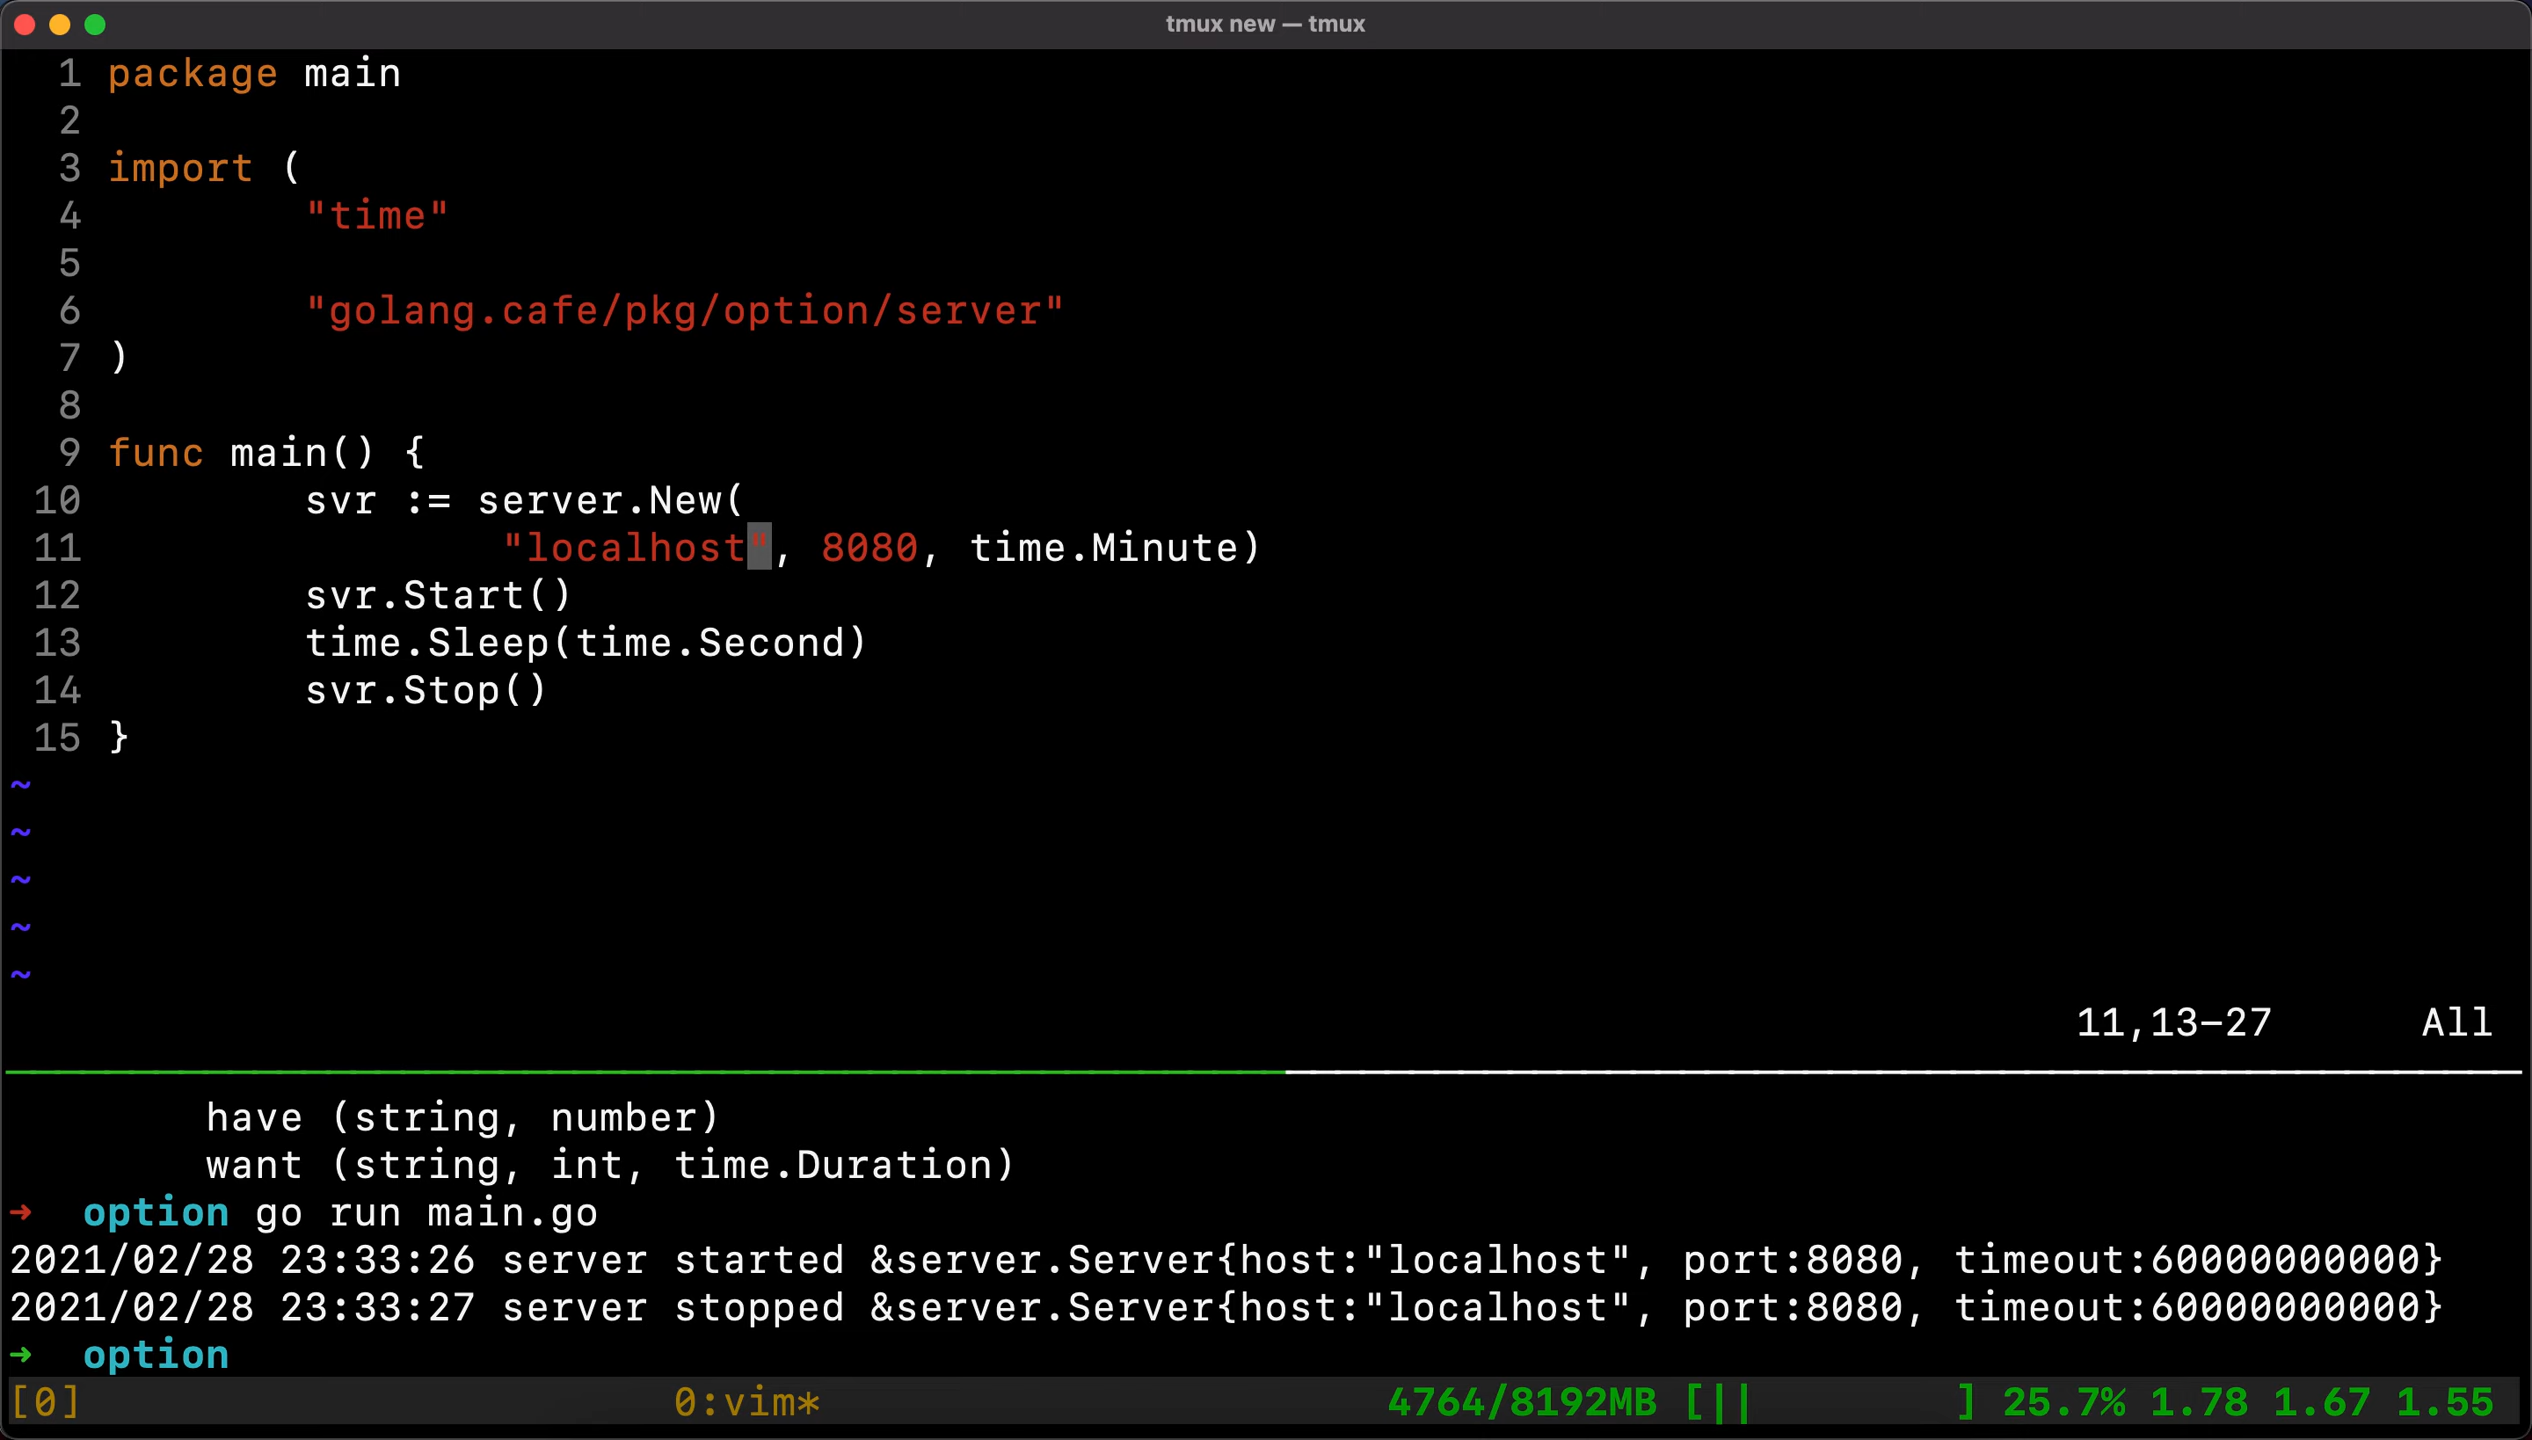 tmux new — tmux
1 package main
2
3 import (
4         "time"
5
6         "golang.cafe/pkg/option/server"
7 )
8
9 func main() {
10         svr := server.New(
11                 "localhost", 8080, time.Minute)
12         svr.Start()
13         time.Sleep(time.Second)
14         svr.Stop()
15 }
~
~
~
~
~
11,13-27      All
        have (string, number)
        want (string, int, time.Duration)
→  option go run main.go
2021/02/28 23:33:26 server started &server.Server{host:"localhost", port:8080, timeout:60000000000}
2021/02/28 23:33:27 server stopped &server.Server{host:"localhost", port:8080, timeout:60000000000}
→  option
[0]      0:vim*      4764/8192MB [||        ] 25.7% 1.78 1.67 1.55